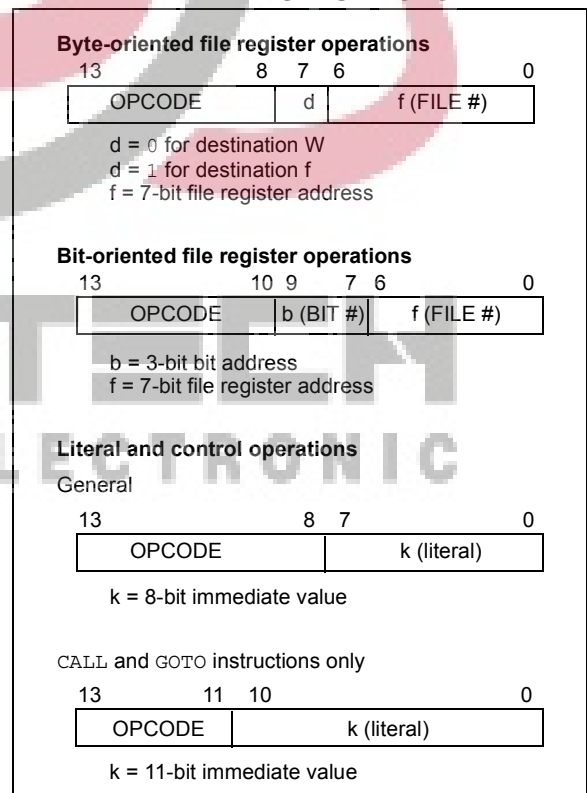 Byte-oriented file register operations
13 8 7 6 0
OPCODE d f (FILE #)
d = 0 for destination W
d = 1 for destination f
f = 7-bit file register address
Bit-oriented file register operations
13 10 9 7 6 0
OPCODE b (BIT #) f (FILE #)
b = 3-bit bit address
f = 7-bit file register address
Literal and control operations
General
13 8 7 0
OPCODE k (literal)
k = 8-bit immediate value
CALL and GOTO instructions only
13 11 10 0
OPCODE k (literal)
k = 11-bit immediate value